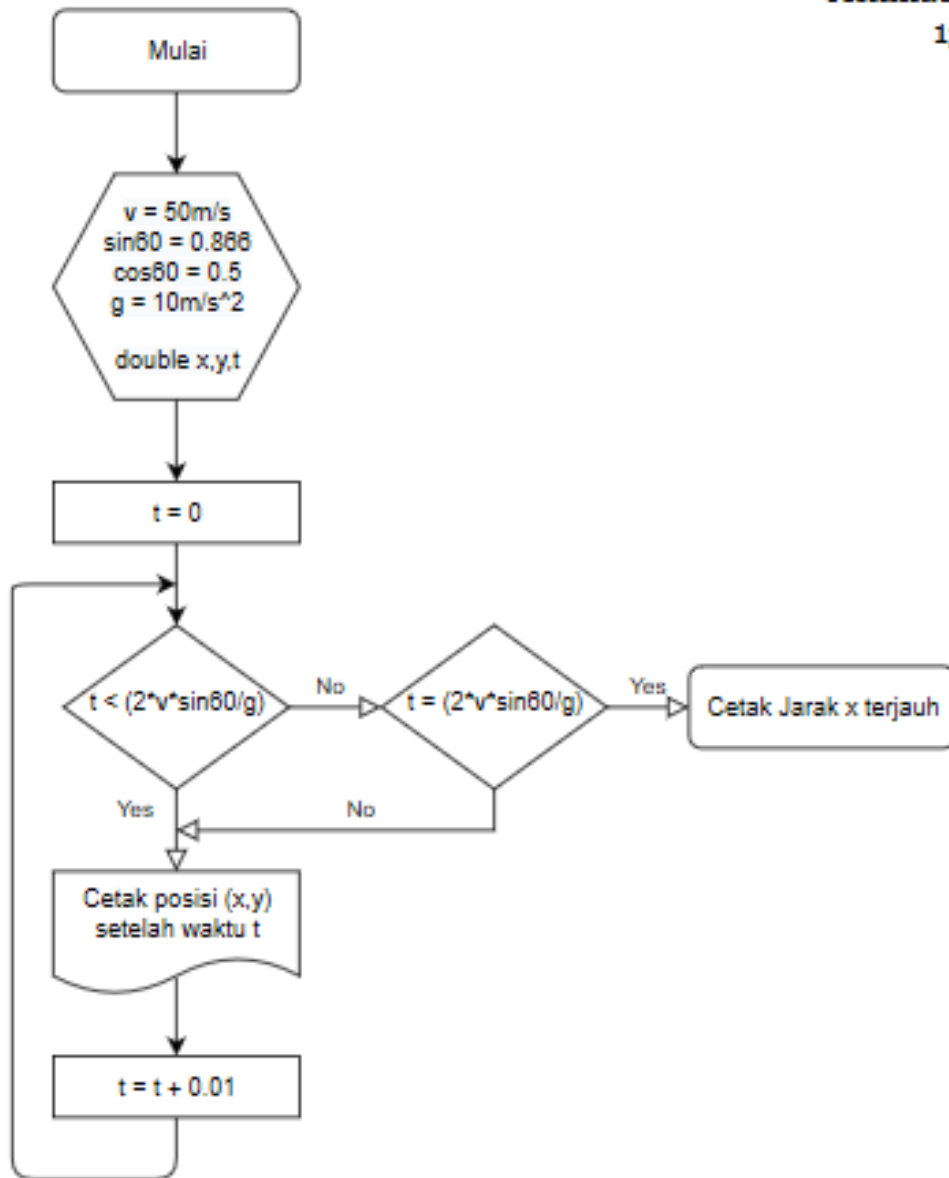 Mulai
v = 50m/s
sin60 = 0.866
cos60 = 0.5
g = 10m/s^2
double x,y,t
t = 0
t < (2*v*sin60/g)
No
t = (2*v*sin60/g)
Yes
Cetak Jarak x terjauh
Yes
No
Cetak posisi (x,y)
setelah waktu t
t = t + 0.01